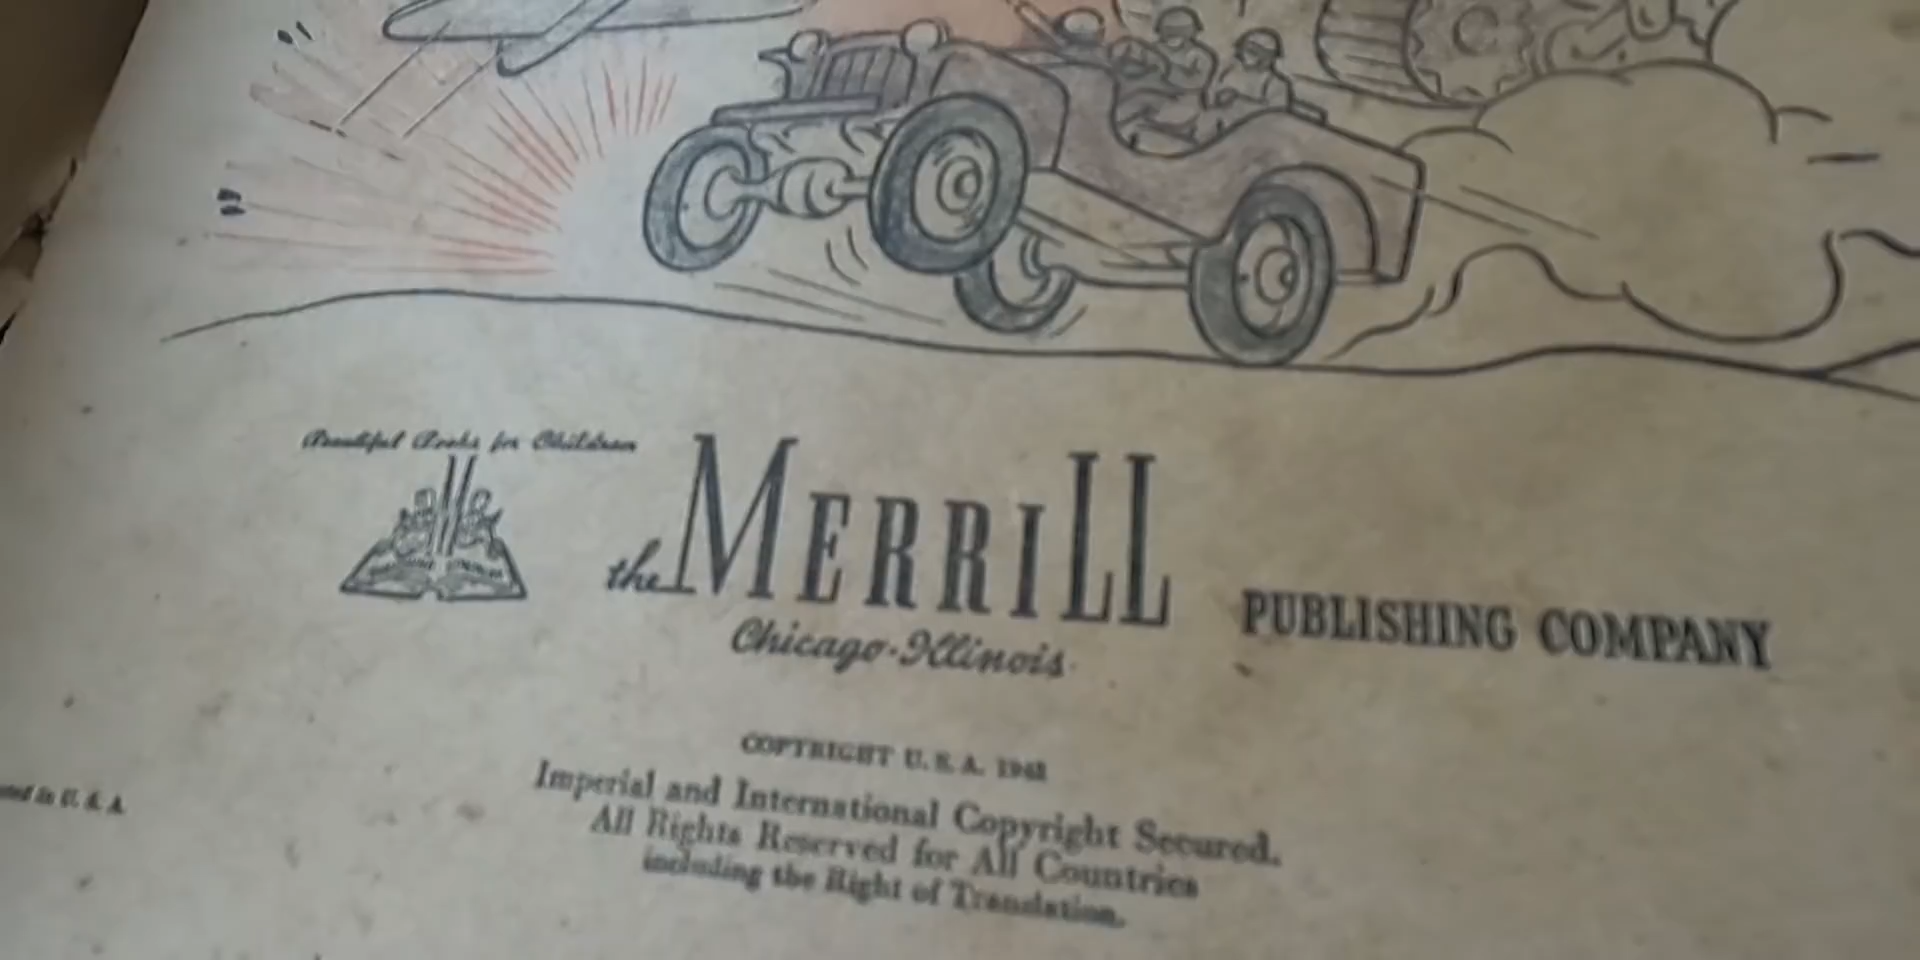 Beautiful Books for Children
the MERRILL PUBLISHING COMPANY
Chicago·Illinois
COPYRIGHT U. S. A.
Imperial and International Copyright Secured.
All Rights Reserved for All Countries
including the Right of Translation.
in U. S. A.